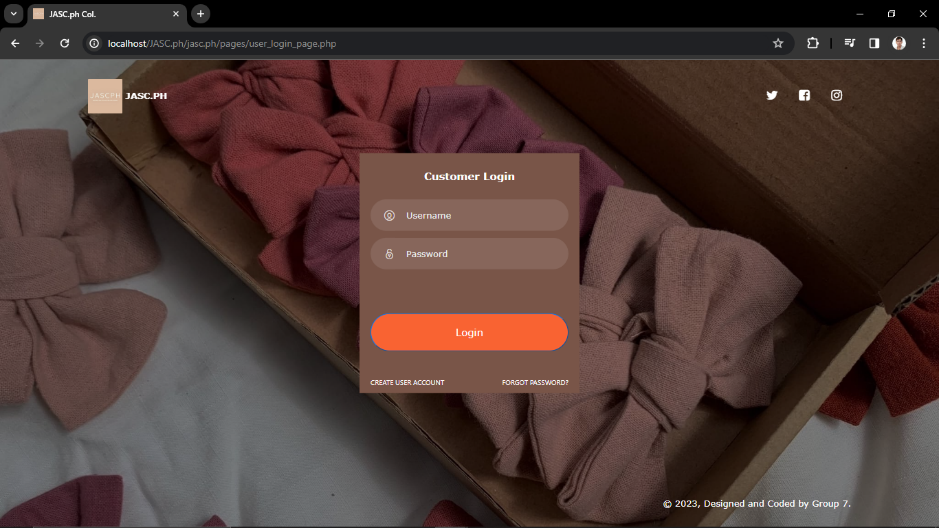 JASC.ph Col.
localhost/JASC.ph/jasc.ph/pages/user_login_page.php
JASC.PH JASC.PH
Customer Login
Username
Password
Login
CREATE USER ACCOUNT FORGOT PASSWORD?
© 2023, Designed and Coded by Group 7.